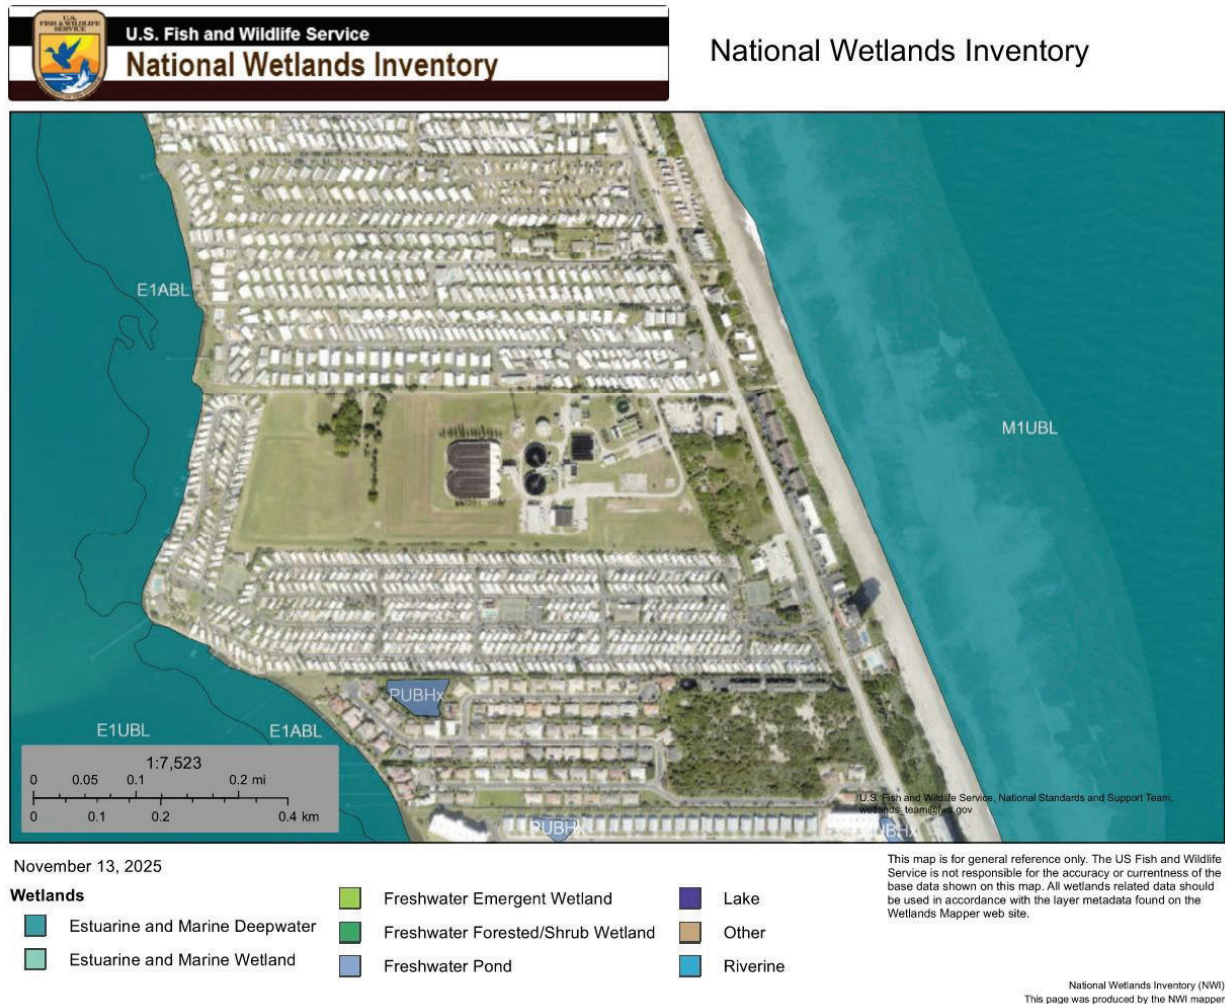 U.S.
FISH & WILDLIFE
SERVICE
U.S. Fish and Wildlife Service
National Wetlands Inventory
National Wetlands Inventory
E1ABL
M1UBL
PUBHx
E1UBL
E1ABL
1:7,523
0 0.05 0.1 0.2 mi
0 0.1 0.2 0.4 km
U.S. Fish and Wildlife Service, National Standards and Support Team,
wetlands_team@fws.gov
PUBHx
PUBHx
November 13, 2025
Wetlands
Estuarine and Marine Deepwater
Estuarine and Marine Wetland
Freshwater Emergent Wetland
Freshwater Forested/Shrub Wetland
Freshwater Pond
Lake
Other
Riverine
This map is for general reference only. The US Fish and Wildlife
Service is not responsible for the accuracy or currentness of the
base data shown on this map. All wetlands related data should
be used in accordance with the layer metadata found on the
Wetlands Mapper web site.
National Wetlands Inventory (NWI)
This page was produced by the NWI mapper